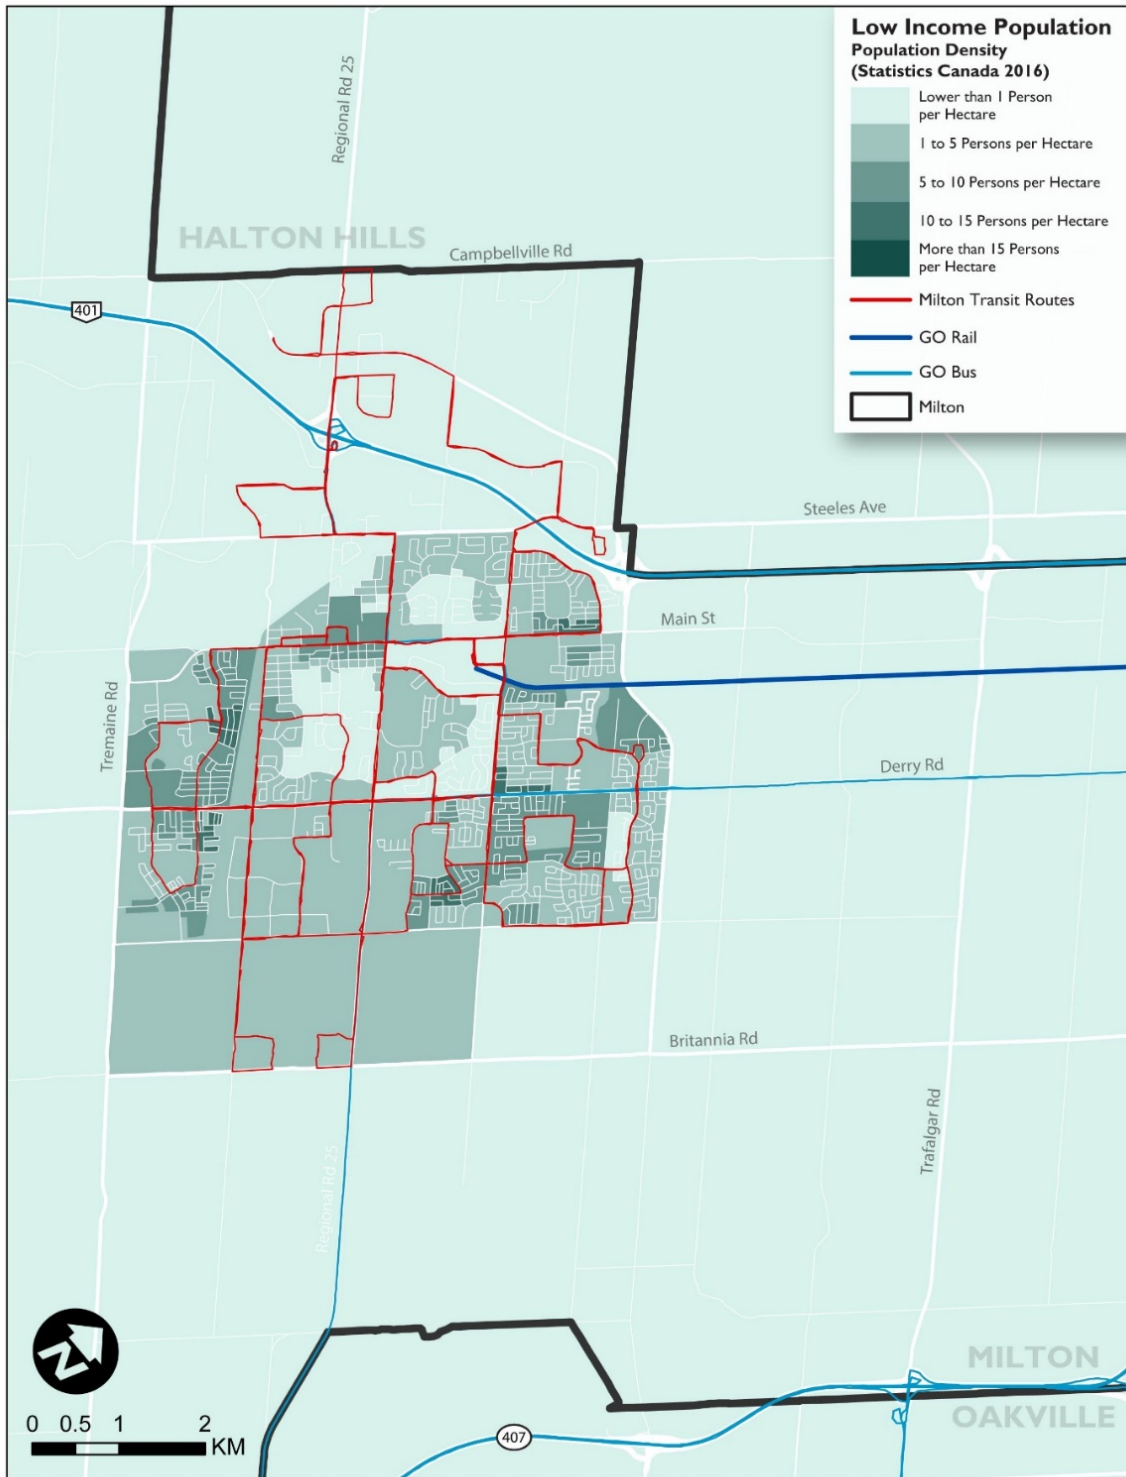 Low Income Population
Population Density
(Statistics Canada 2016)
Lower than 1 Person
per Hectare
1 to 5 Persons per Hectare
5 to 10 Persons per Hectare
10 to 15 Persons per Hectare
More than 15 Persons
per Hectare
Milton Transit Routes
GO Rail
GO Bus
Milton
Regional Rd 25
HALTON HILLS
Campbellville Rd
401
Steeles Ave
Main St
Tremaine Rd
Derry Rd
Britannia Rd
Trafalgar Rd
Regional Rd 25
N
MILTON
OAKVILLE
407
0 0.5 1 2
KM